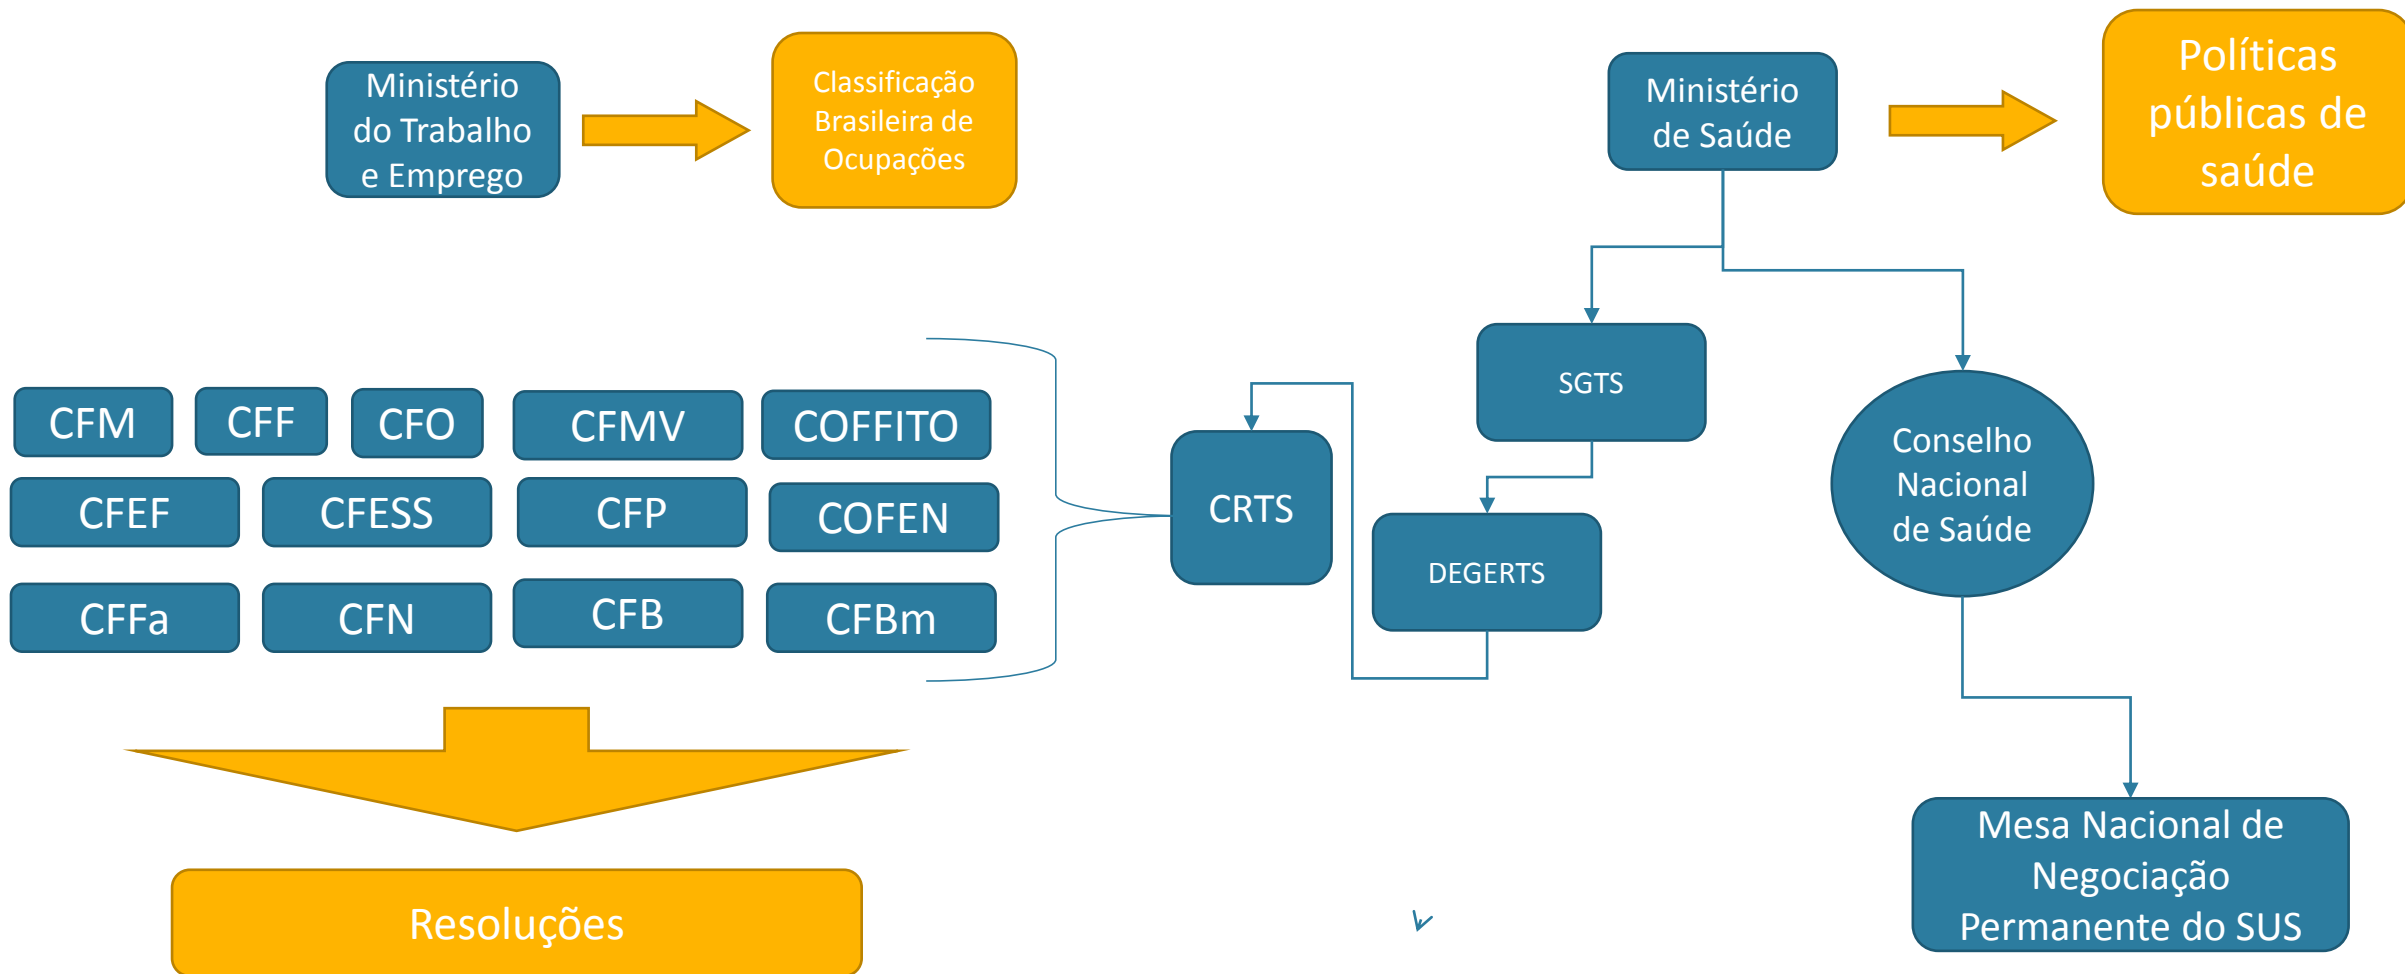 Ministério
do Trabalho
e Emprego
Classificação
Brasileira de
Ocupações
Ministério
de Saúde
Políticas
públicas de
saúde
SGTS
Conselho
Nacional
de Saúde
CFM
CFF
CFO
CFMV
COFFITO
CFEF
CFESS
CFP
COFEN
CRTS
DEGERTS
CFFa
CFN
CFB
CFBm
Mesa Nacional de
Negociação
Permanente do SUS
Resoluções